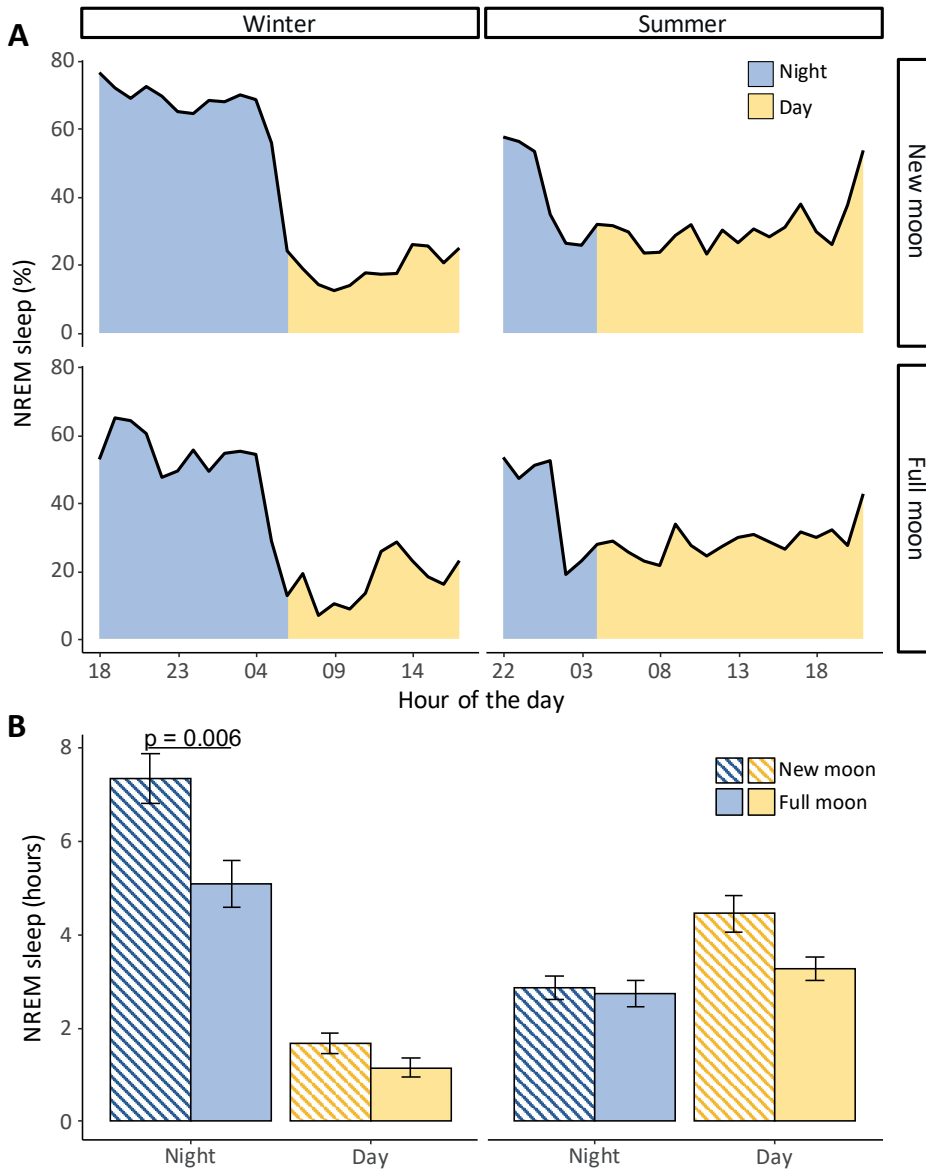 A
Winter
Summer
80
60
40
20
0
Night
Day
New moon
NREM sleep (%)
80
60
40
20
0
Full moon
18
23
04
09
14
22
03
08
13
18
Hour of the day
B
p = 0.006
8
6
4
2
0
NREM sleep (hours)
New moon
Full moon
Night
Day
Night
Day